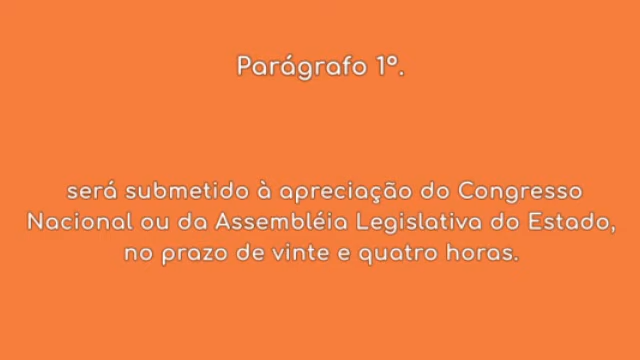 Parágrafo 1º.
será submetido à apreciação do Congresso
Nacional ou da Assembléia Legislativa do Estado,
no prazo de vinte e quatro horas.